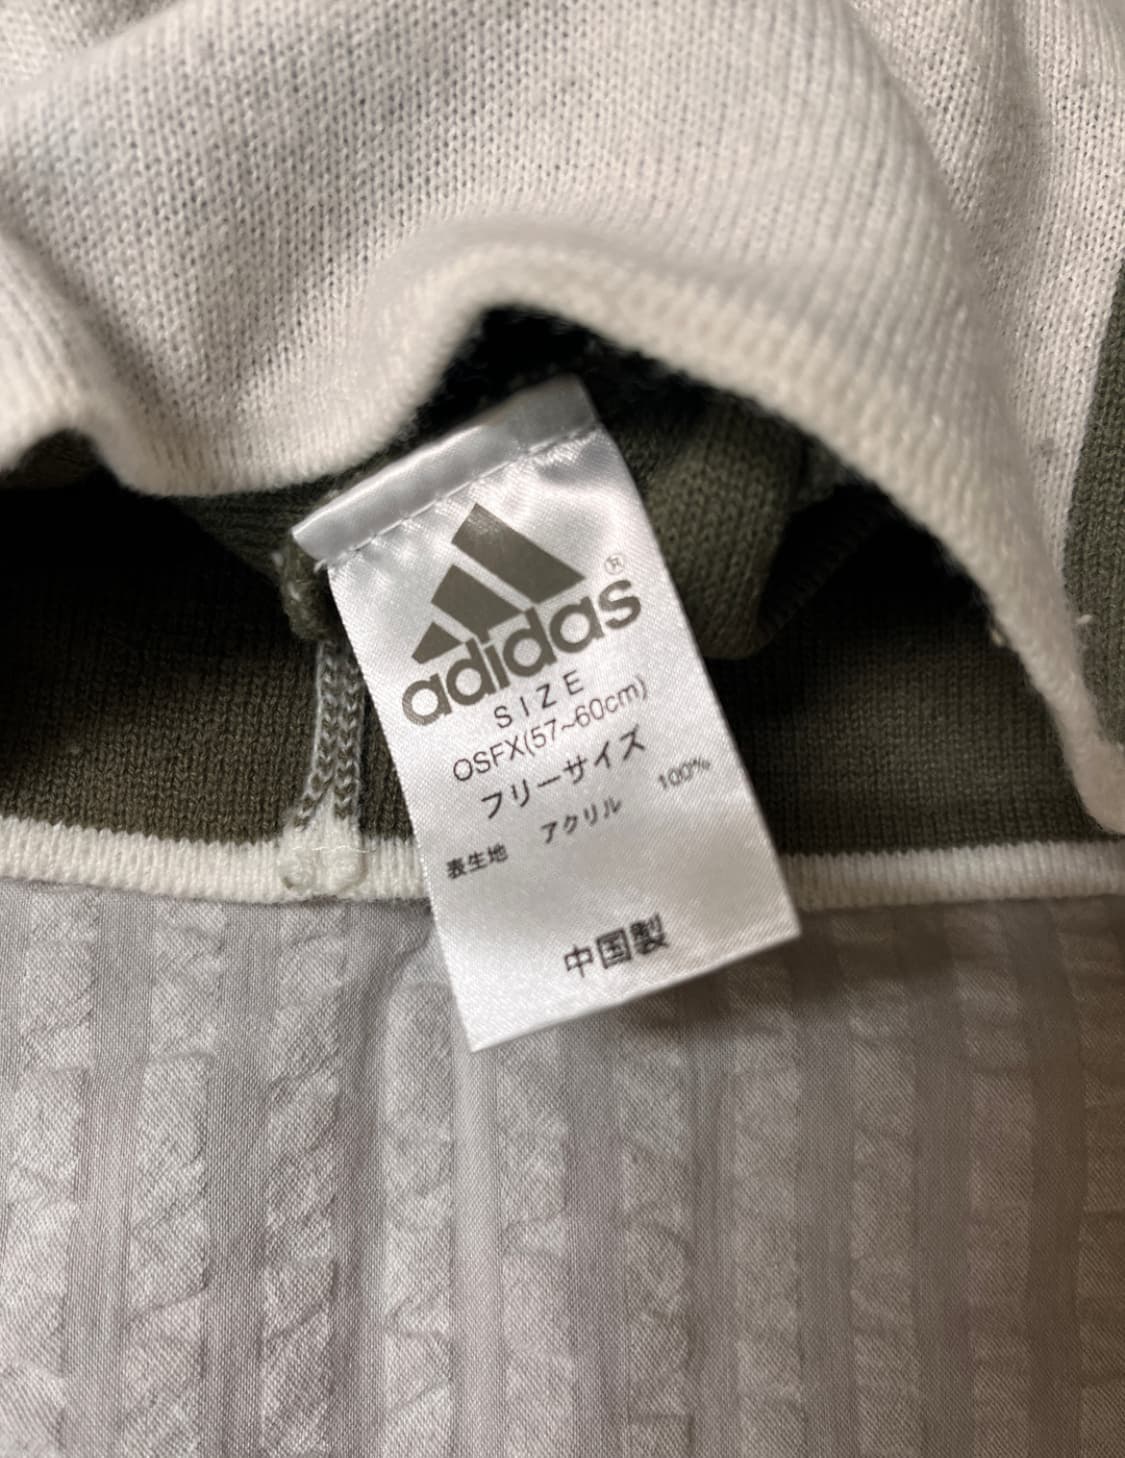 adidas®
SIZE
OSFX(57~60cm)
フリーサイズ
表生地 アクリル 100%
中国製